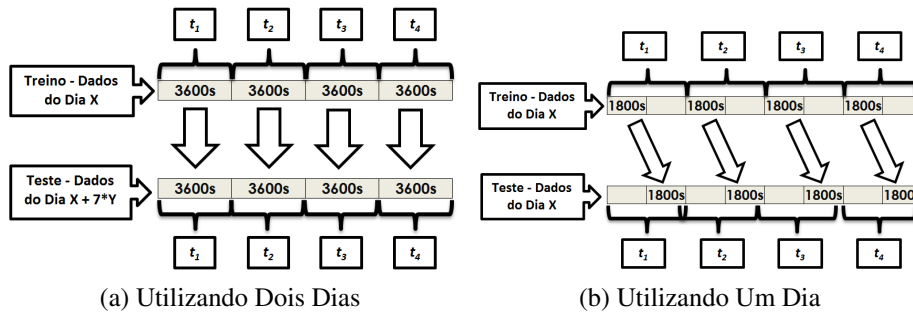 t1 t2 t3 t4
Treino - Dados
do Dia X
3600s 3600s 3600s 3600s
Teste - Dados
do Dia X + 7*Y
3600s 3600s 3600s 3600s
t1 t2 t3 t4
(a) Utilizando Dois Dias
t1 t2 t3 t4
Treino - Dados
do Dia X
1800s 1800s 1800s 1800s
Teste - Dados
do Dia X
1800s 1800s 1800s 1800
t1 t2 t3 t4
(b) Utilizando Um Dia